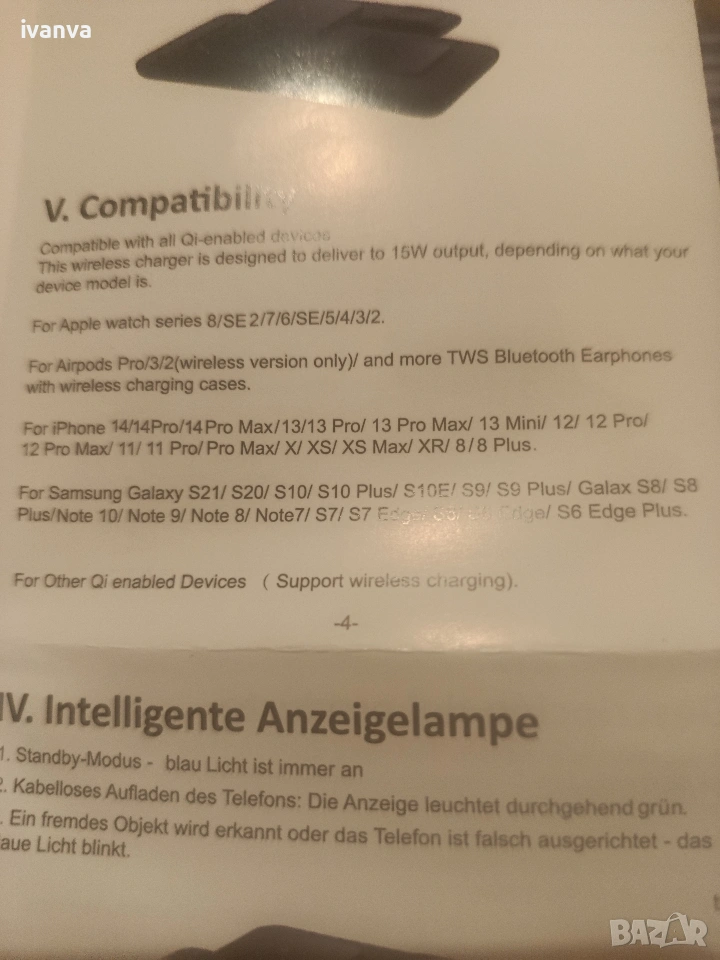 ivanva
V. Compatibility
Compatible with all Qi-enabled devices
This wireless charger is designed to deliver to 15W output, depending on what your
device model is.
For Apple watch series 8/SE 2/7/6/SE/5/4/3/2.
For Airpods Pro/3/2(wireless version only)/ and more TWS Bluetooth Earphones
with wireless charging cases.
For iPhone 14/14Pro/14 Pro Max/13/13 Pro/ 13 Pro Max/ 13 Mini/ 12/ 12 Pro/
12 Pro Max/ 11/ 11 Pro/ Pro Max/ X/ XS/ XS Max/ XR/ 8/8 Plus.
For Samsung Galaxy S21/ S20/ S10/ S10 Plus/ S10E/ S9/ S9 Plus/ Galax S8/ S8
Plus/Note 10/ Note 9/ Note 8/ Note7/ S7/ S7 Edge/ Edge/ S6 Edge Plus.
For Other Qi enabled Devices ( Support wireless charging).
-4-
IV. Intelligente Anzeigelampe
1. Standby-Modus - blau Licht ist immer an
2. Kabelloses Aufladen des Telefons: Die Anzeige leuchtet durchgehend grün.
. Ein fremdes Objekt wird erkannt oder das Telefon ist falsch ausgerichtet - das
laue Licht blinkt.
BAZAR